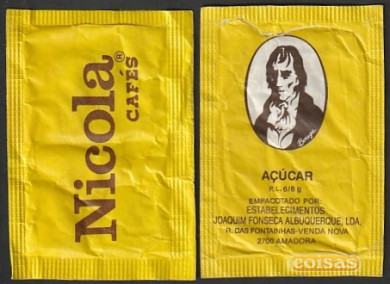 Nicola®
CAFÉS
Bocage
AÇÚCAR
P.L. 6/8 g
EMPACOTADO POR:
ESTABELECIMENTOS
JOAQUIM FONSECA ALBUQUERQUE, LDA.
R. DAS FONTAINHAS-VENDA NOVA
2700 AMADORA
coisas